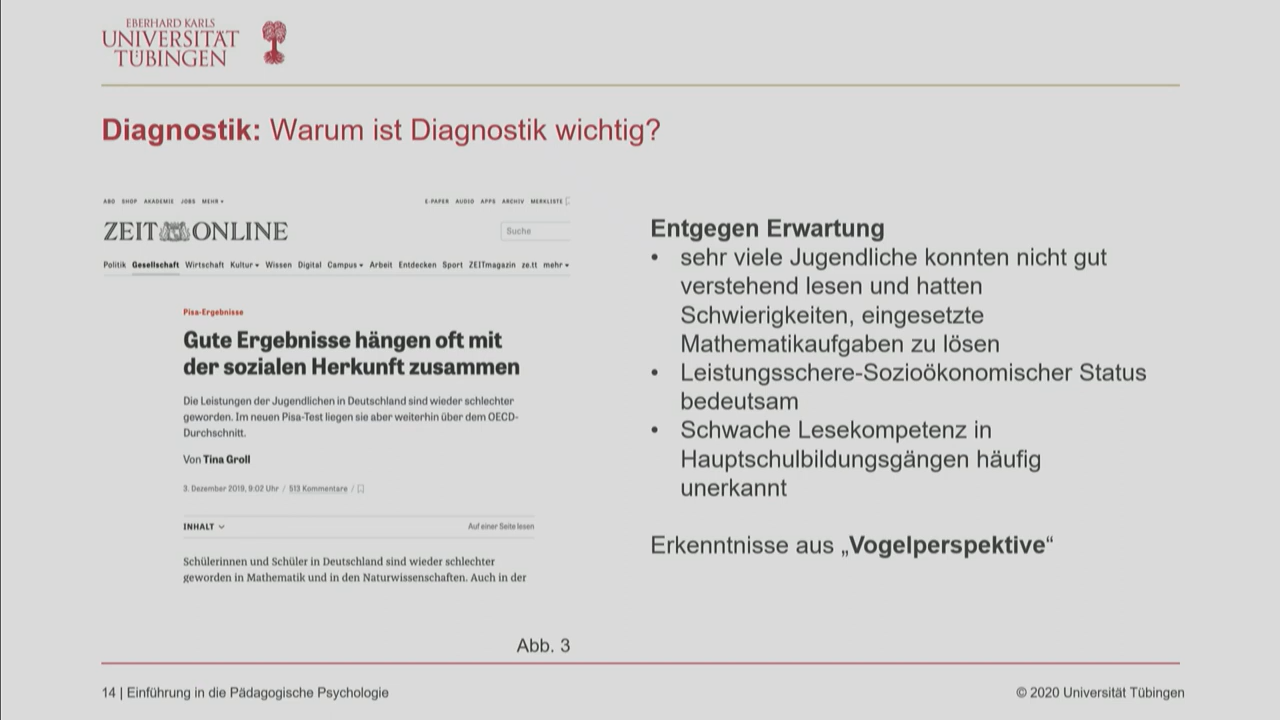 EBERHARD KARLS
UNIVERSITÄT
TÜBINGEN
Diagnostik: Warum ist Diagnostik wichtig?
ABO SHOP AKADEMIE JOBS MEHR
E-PAPER AUDIO APPS ARCHIV MERKLISTE
ZEIT ONLINE
Suche
Politik Gesellschaft Wirtschaft Kultur Wissen Digital Campus Arbeit Entdecken Sport ZEITmagazin ze.tt mehr
Pisa-Ergebnisse
Gute Ergebnisse hängen oft mit
der sozialen Herkunft zusammen
Die Leistungen der Jugendlichen in Deutschland sind wieder schlechter
geworden. Im neuen Pisa-Test liegen sie aber weiterhin über dem OECD-
Durchschnitt.
Von Tina Groll
3. Dezember 2019, 9:02 Uhr / 513 Kommentare /
INHALT
Auf einer Seite lesen
Schülerinnen und Schüler in Deutschland sind wieder schlechter
geworden in Mathematik und in den Naturwissenschaften. Auch in der
Abb. 3
Entgegen Erwartung
• sehr viele Jugendliche konnten nicht gut
verstehend lesen und hatten
Schwierigkeiten, eingesetzte
Mathematikaufgaben zu lösen
• Leistungsschere-Sozioökonomischer Status
bedeutsam
• Schwache Lesekompetenz in
Hauptschulbildungsgängen häufig
unerkannt
Erkenntnisse aus „Vogelperspektive“
14 | Einführung in die Pädagogische Psychologie
© 2020 Universität Tübingen